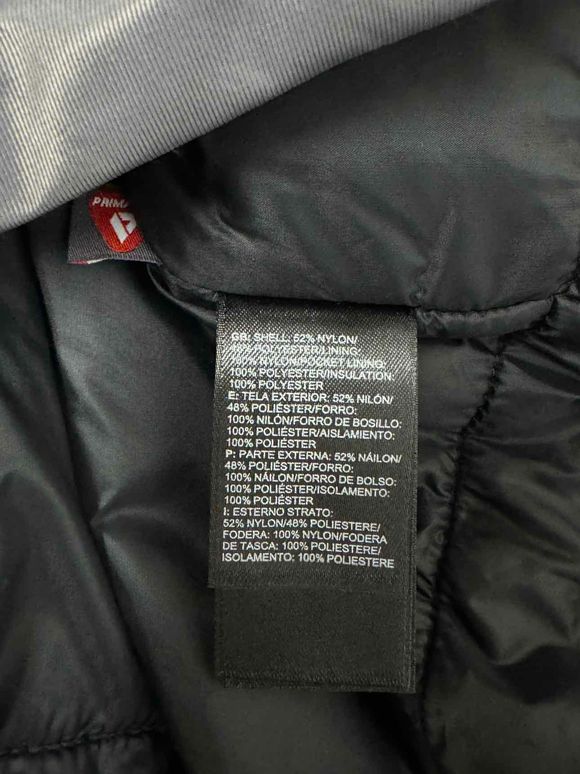 PRIMA
GB: SHELL: 52% NYLON/
48% POLYESTER/LINING:
100% NYLON/POCKET LINING:
100% POLYESTER/INSULATION:
100% POLYESTER
E: TELA EXTERIOR: 52% NILÓN/
48% POLIÉSTER/FORRO:
100% NILÓN/FORRO DE BOSILLO:
100% POLIÉSTER/AISLAMIENTO:
100% POLIÉSTER
P: PARTE EXTERNA: 52% NÁILON/
48% POLIÉSTER/FORRO:
100% NÁILON/FORRO DE BOLSO:
100% POLIÉSTER/ISOLAMENTO:
100% POLIÉSTER
I: ESTERNO STRATO:
52% NYLON/48% POLIESTERE/
FODERA: 100% NYLON/FODERA
DE TASCA: 100% POLIESTERE/
ISOLAMENTO: 100% POLIESTERE